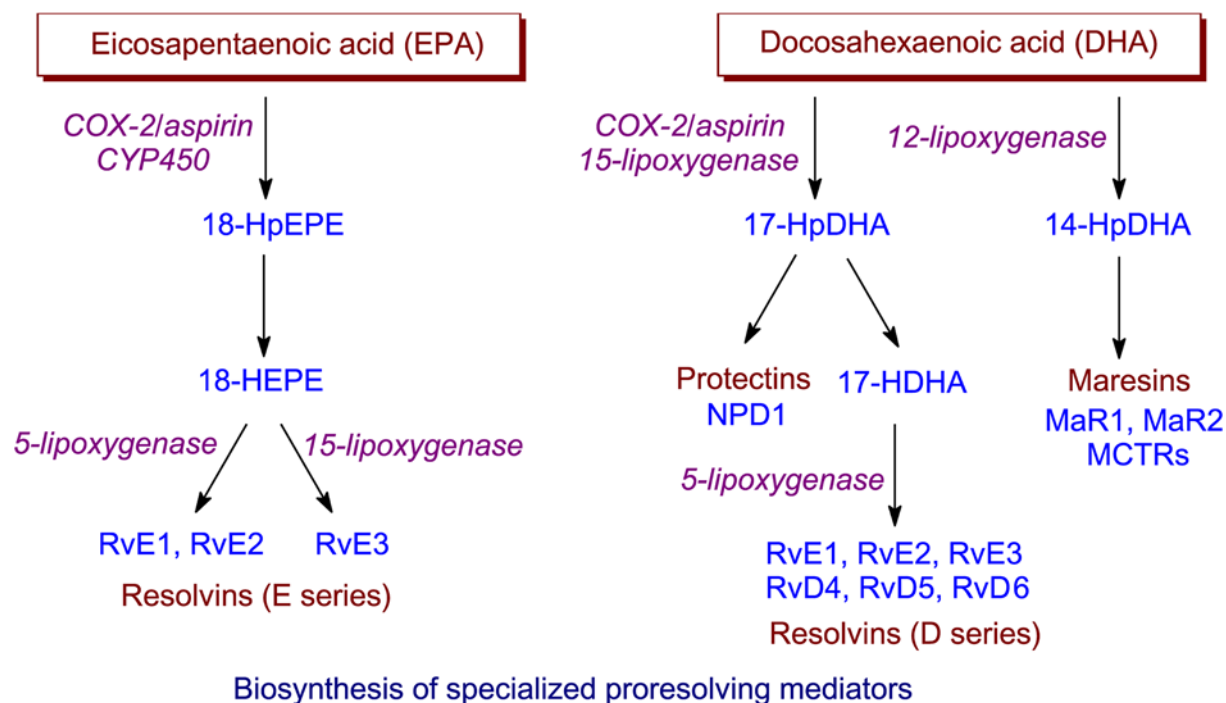 Eicosapentaenoic acid (EPA)
COX-2/aspirin
CYP450
18-HpEPE
18-HEPE
5-lipoxygenase
15-lipoxygenase
RvE1, RvE2
RvE3
Resolvins (E series)
Docosahexaenoic acid (DHA)
COX-2/aspirin
15-lipoxygenase
12-lipoxygenase
17-HpDHA
14-HpDHA
Protectins
NPD1
17-HDHA
Maresins
MaR1, MaR2
MCTRs
5-lipoxygenase
RvE1, RvE2, RvE3
RvD4, RvD5, RvD6
Resolvins (D series)
Biosynthesis of specialized proresolving mediators